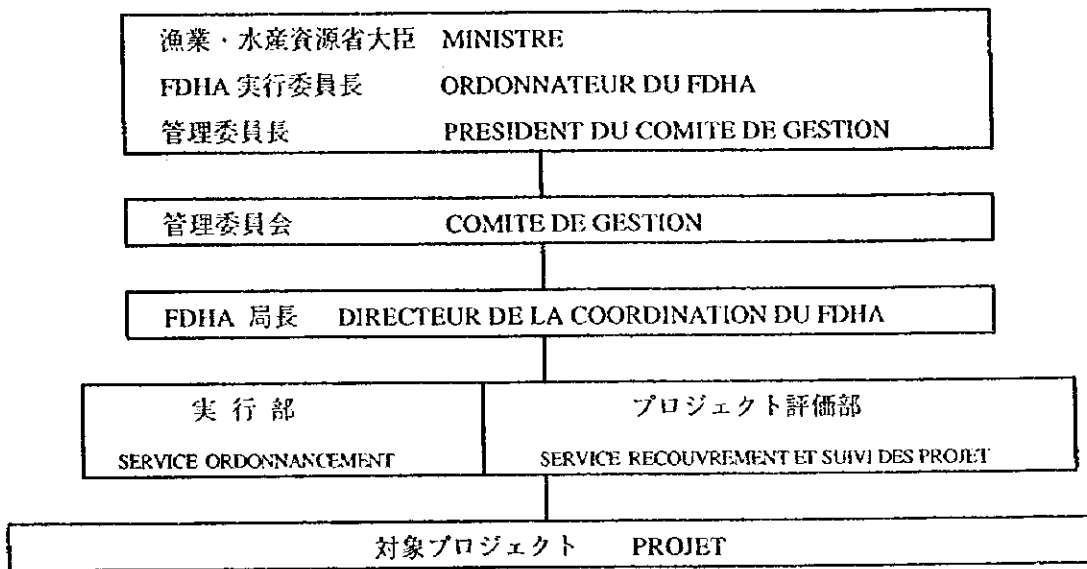 漁業・水産資源省大臣 MINISTRE
FDHA 実行委員長 ORDONNATEUR DU FDHA
管理委員長 PRESIDENT DU COMITE DE GESTION
管理委員会 COMITE DE GESTION
FDHA 局長 DIRECTEUR DE LA COORDINATION DU FDHA
実 行 部
SERVICE ORDONNANCEMENT
プロジェクト評価部
SERVICE RECOUVREMENT ET SUIVI DES PROJET
対象プロジェクト PROJET